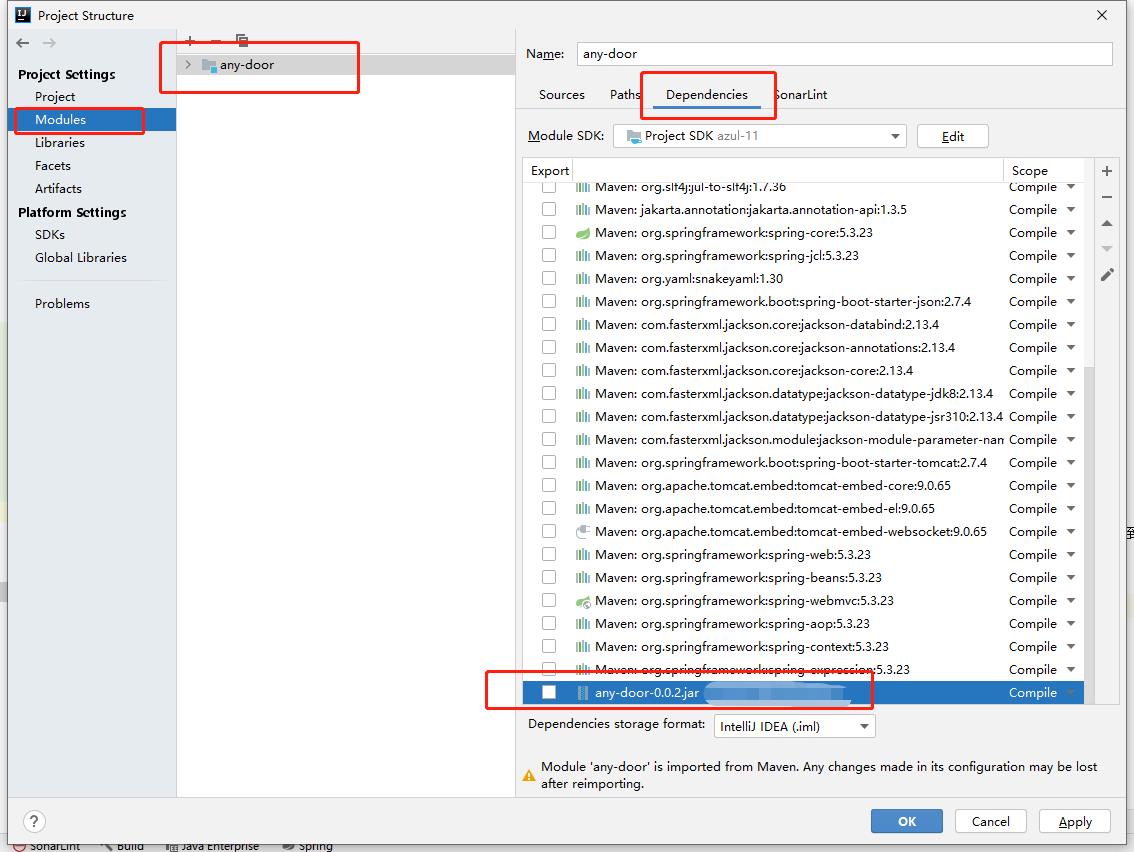 Project Structure
Project Settings
Project
Modules
Libraries
Facets
Artifacts
Platform Settings
SDKs
Global Libraries
Problems
any-door
Name: any-door
Sources Paths Dependencies SonarLint
Module SDK: Project SDK azul-11 Edit
Export Scope
Maven: org.slf4j:jul-to-slf4j:1.7.36 Compile
Maven: jakarta.annotation:jakarta.annotation-api:1.3.5 Compile
Maven: org.springframework:spring-core:5.3.23 Compile
Maven: org.springframework:spring-jcl:5.3.23 Compile
Maven: org.yaml:snakeyaml:1.30 Compile
Maven: org.springframework.boot:spring-boot-starter-json:2.7.4 Compile
Maven: com.fasterxml.jackson.core:jackson-databind:2.13.4 Compile
Maven: com.fasterxml.jackson.core:jackson-annotations:2.13.4 Compile
Maven: com.fasterxml.jackson.core:jackson-core:2.13.4 Compile
Maven: com.fasterxml.jackson.datatype:jackson-datatype-jdk8:2.13.4 Compile
Maven: com.fasterxml.jackson.datatype:jackson-datatype-jsr310:2.13.4 Compile
Maven: com.fasterxml.jackson.module:jackson-module-parameter-nam Compile
Maven: org.springframework.boot:spring-boot-starter-tomcat:2.7.4 Compile
Maven: org.apache.tomcat.embed:tomcat-embed-core:9.0.65 Compile
Maven: org.apache.tomcat.embed:tomcat-embed-el:9.0.65 Compile
Maven: org.apache.tomcat.embed:tomcat-embed-websocket:9.0.65 Compile
Maven: org.springframework:spring-web:5.3.23 Compile
Maven: org.springframework:spring-beans:5.3.23 Compile
Maven: org.springframework:spring-webmvc:5.3.23 Compile
Maven: org.springframework:spring-aop:5.3.23 Compile
Maven: org.springframework:spring-context:5.3.23 Compile
Maven: org.springframework:spring-expression:5.3.23 Compile
any-door-0.0.2.jar Compile
Dependencies storage format: IntelliJ IDEA (.iml)
Module 'any-door' is imported from Maven. Any changes made in its configuration may be lost
after reimporting.
OK Cancel Apply
SonarLint Build Java Enterprise Spring